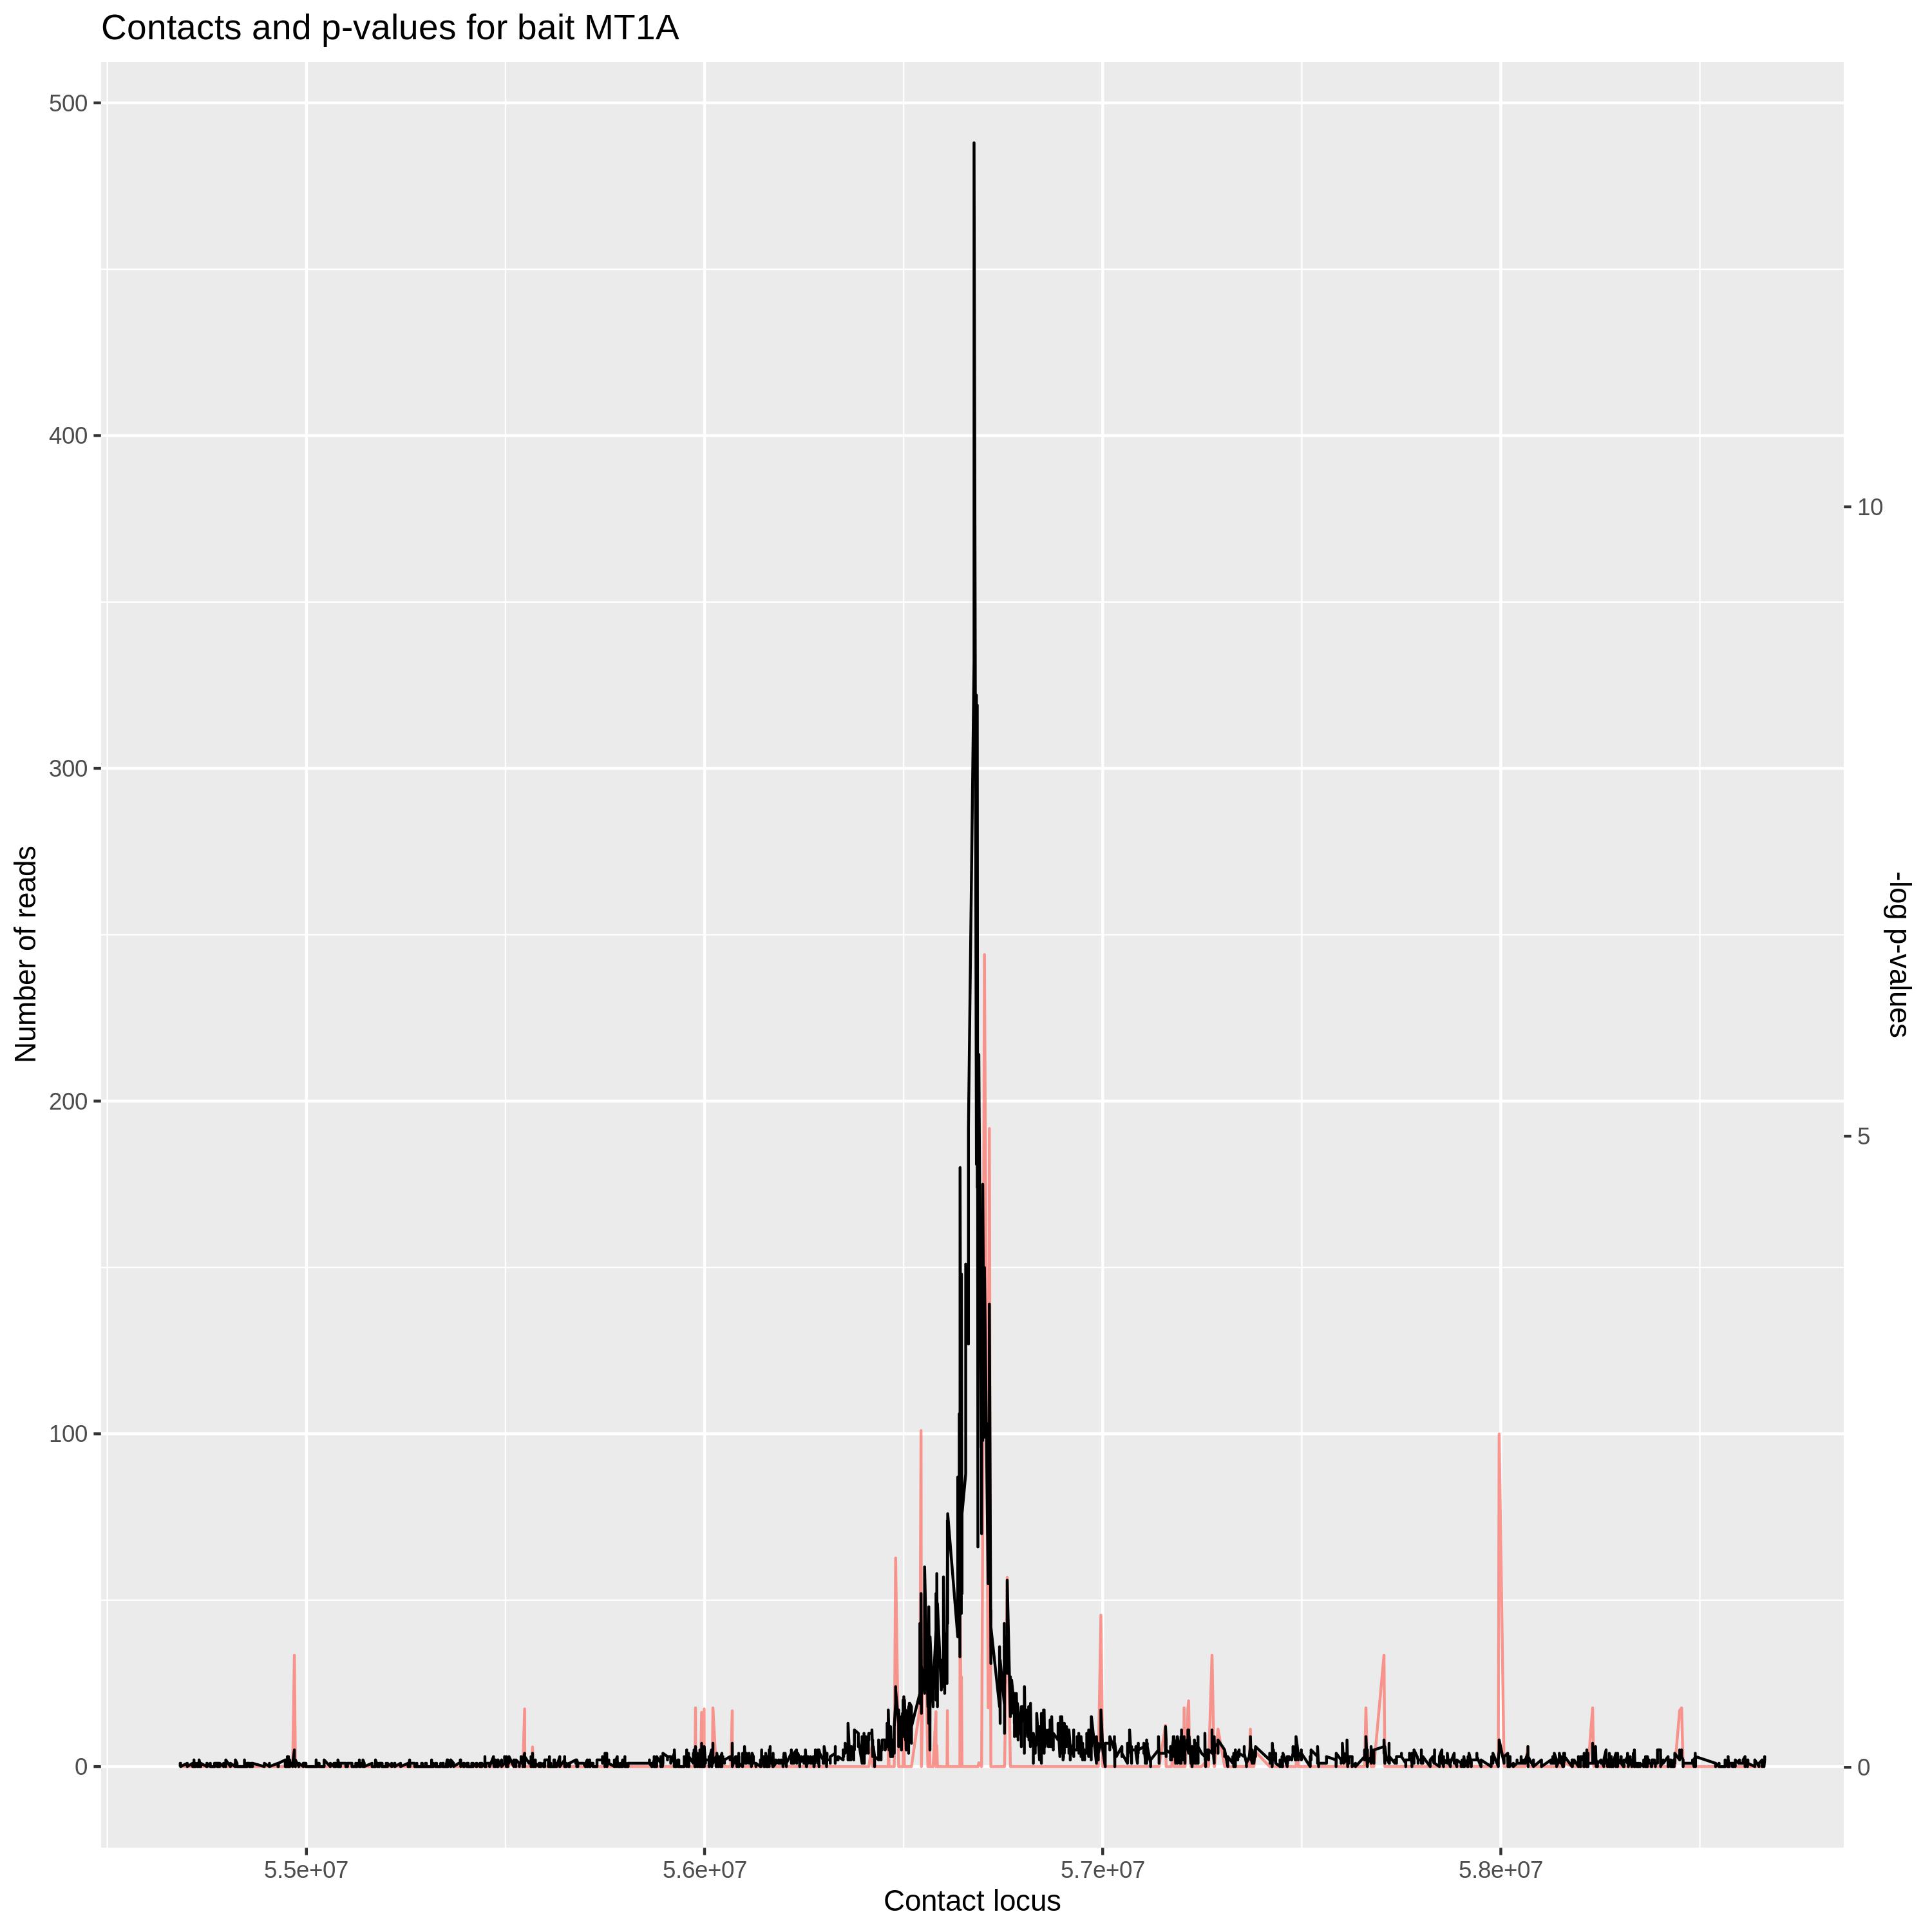 Contacts and p-values for bait MT1A
500
400
300
200
100
0
Number of reads
10
5
0
-log p-values
5.5e+07
5.6e+07
5.7e+07
5.8e+07
Contact locus